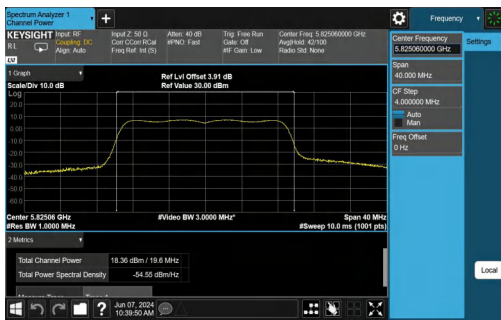 Spectrum Analyzer 1
Channel Power
+
Frequency
KEYSIGHT
RL
LXI
Input: RF
Coupling: DC
Align: Auto
Input Z: 50 Ω
Corr CCorr RCal
Freq Ref: Int (S)
Atten: 40 dB
#PNO: Fast
Trig: Free Run
Gate: Off
#IF Gain: Low
Center Freq: 5.825060000 GHz
Avg|Hold: 42/100
Radio Std: None
Center Frequency
5.825060000 GHz
Settings
Span
40.000 MHz
CF Step
4.000000 MHz
Auto
Man
Freq Offset
0 Hz
1 Graph
Scale/Div 10.0 dB
Ref Lvl Offset 3.91 dB
Ref Value 30.00 dBm
Log
20.0
10.0
0.00
-10.0
-20.0
-30.0
-40.0
-50.0
-60.0
Center 5.82506 GHz
#Video BW 3.0000 MHz*
Span 40 MHz
#Res BW 1.0000 MHz
#Sweep 10.0 ms (1001 pts)
2 Metrics
Total Channel Power 18.36 dBm / 19.6 MHz
Total Power Spectral Density -54.55 dBm/Hz
Local
?
Jun 07, 2024
10:39:50 AM